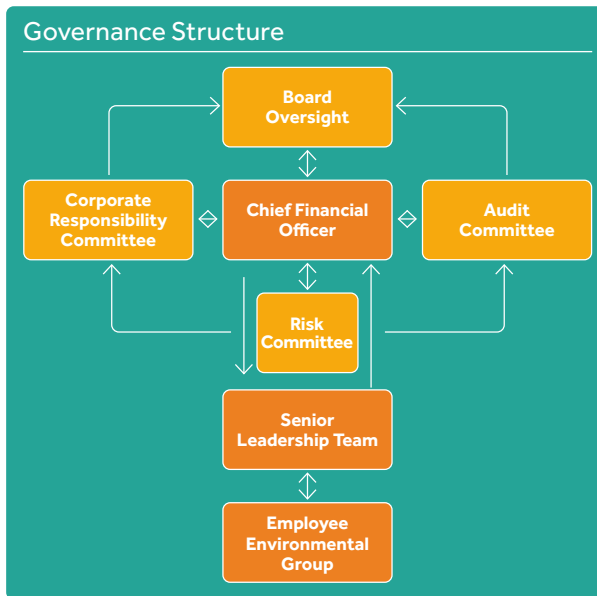 Governance Structure
Board
Oversight
Corporate
Responsibility
Committee
Chief Financial
Officer
Audit
Committee
Risk
Committee
Senior
Leadership Team
Employee
Environmental
Group